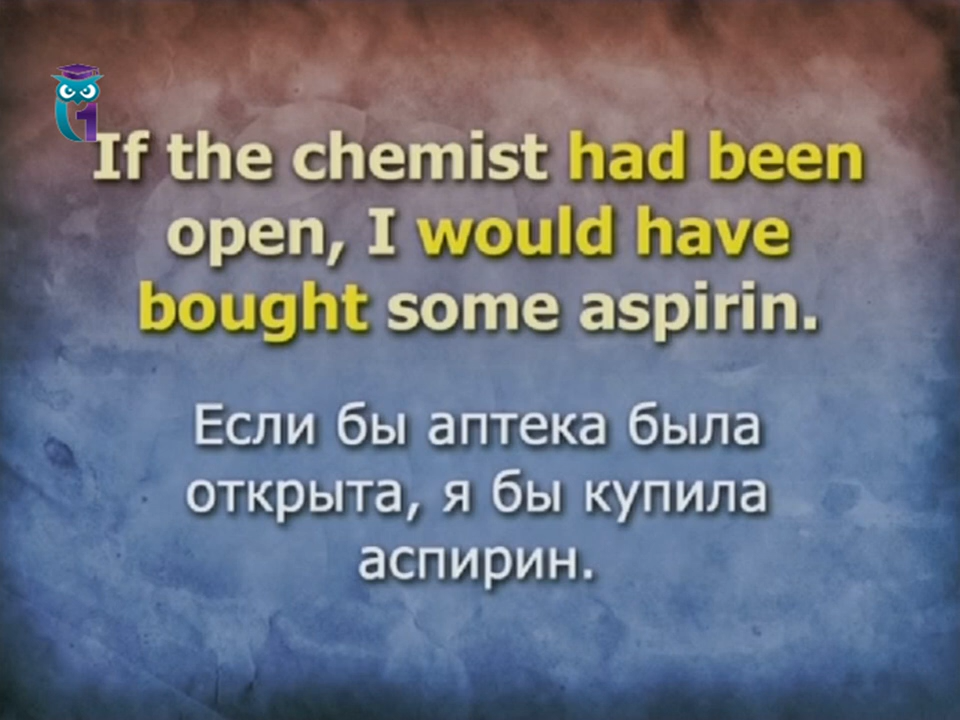 If the chemist had been
open, I would have
bought some aspirin.
Если бы аптека была
открыта, я бы купила
аспирин.